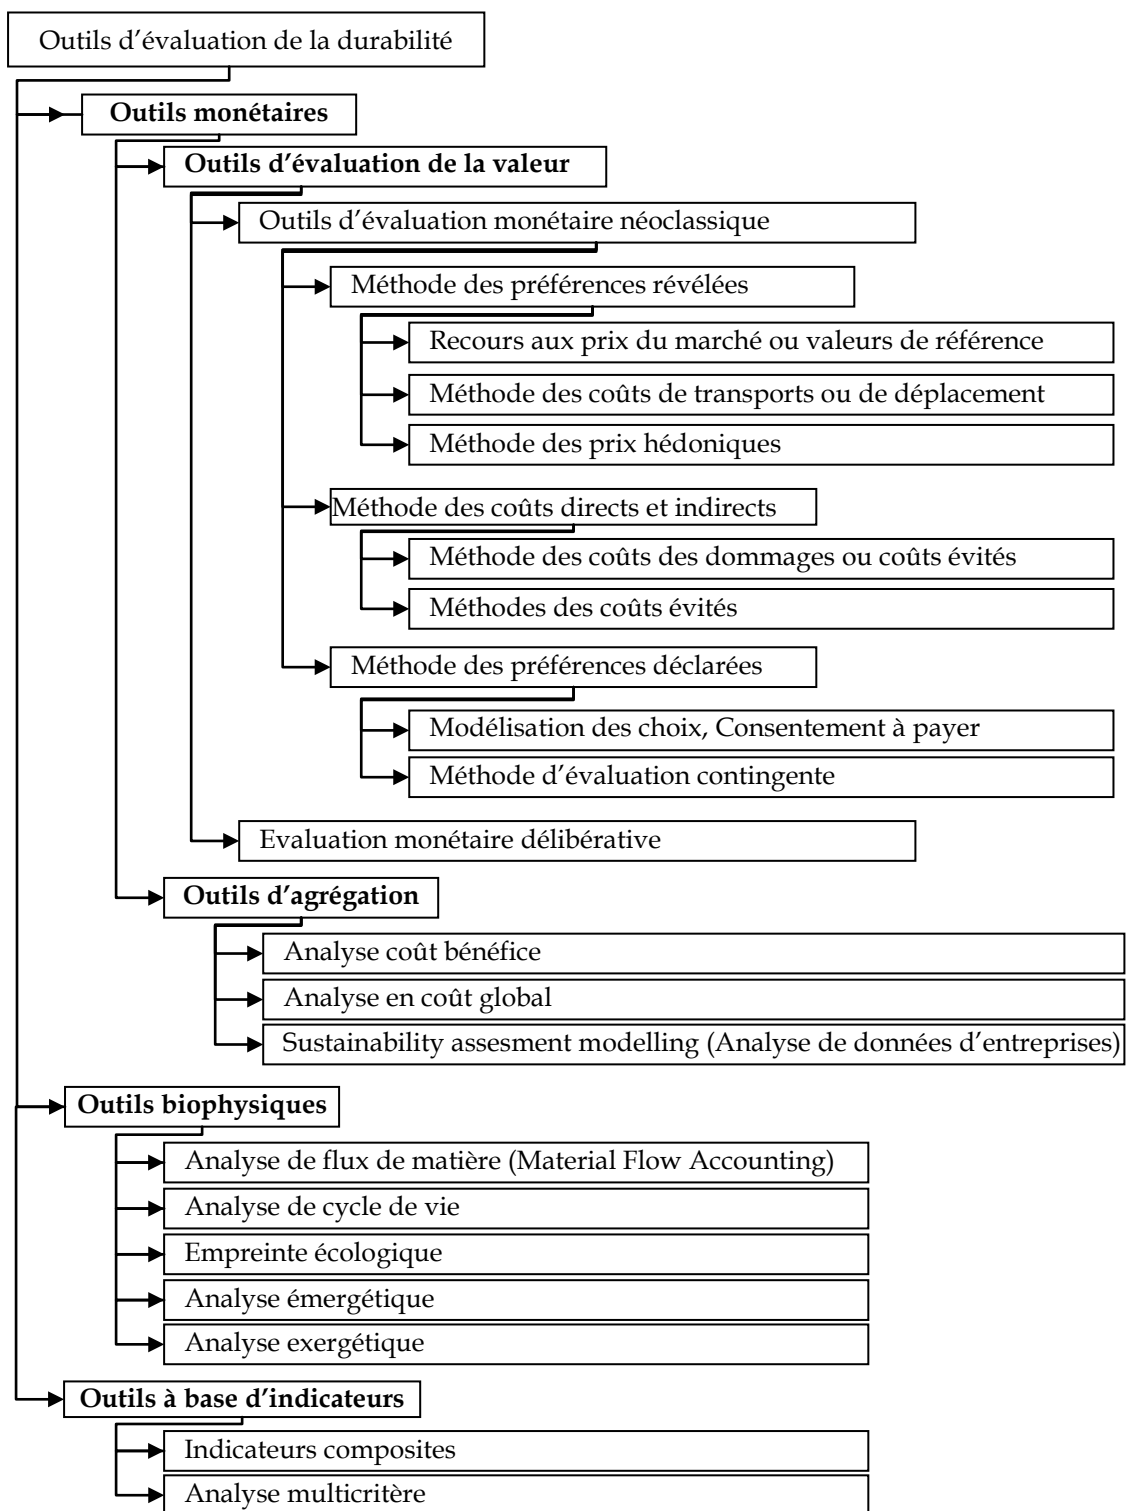 Outils d'évaluation de la durabilité
Outils monétaires
Outils d'évaluation de la valeur
Outils d'évaluation monétaire néoclassique
Méthode des préférences révélées
Recours aux prix du marché ou valeurs de référence
Méthode des coûts de transports ou de déplacement
Méthode des prix hédoniques
Méthode des coûts directs et indirects
Méthode des coûts des dommages ou coûts évités
Méthodes des coûts évités
Méthode des préférences déclarées
Modélisation des choix, Consentement à payer
Méthode d'évaluation contingente
Evaluation monétaire délibérative
Outils d'agrégation
Analyse coût bénéfice
Analyse en coût global
Sustainability assesment modelling (Analyse de données d'entreprises)
Outils biophysiques
Analyse de flux de matière (Material Flow Accounting)
Analyse de cycle de vie
Empreinte écologique
Analyse émergétique
Analyse exergétique
Outils à base d'indicateurs
Indicateurs composites
Analyse multicritère